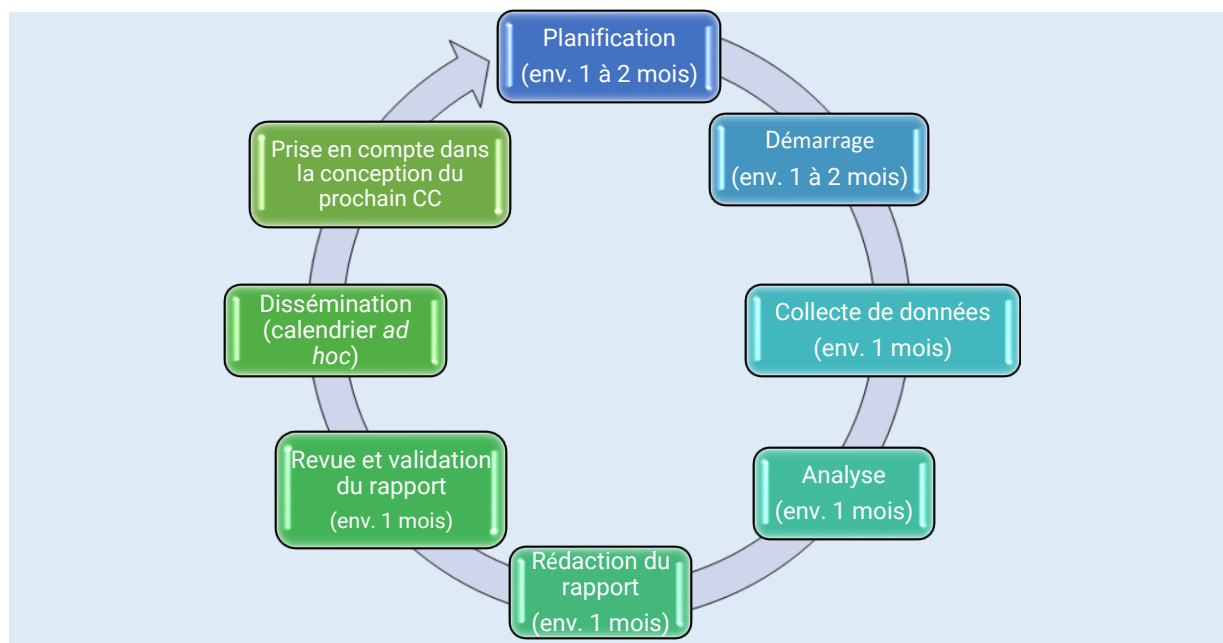 Planification
(env. 1 à 2 mois)
Démarrage
(env. 1 à 2 mois)
Collecte de données
(env. 1 mois)
Analyse
(env. 1 mois)
Rédaction du
rapport
(env. 1 mois)
Revue et validation
du rapport
(env. 1 mois)
Dissémination
(calendrier ad
hoc)
Prise en compte dans
la conception du
prochain CC